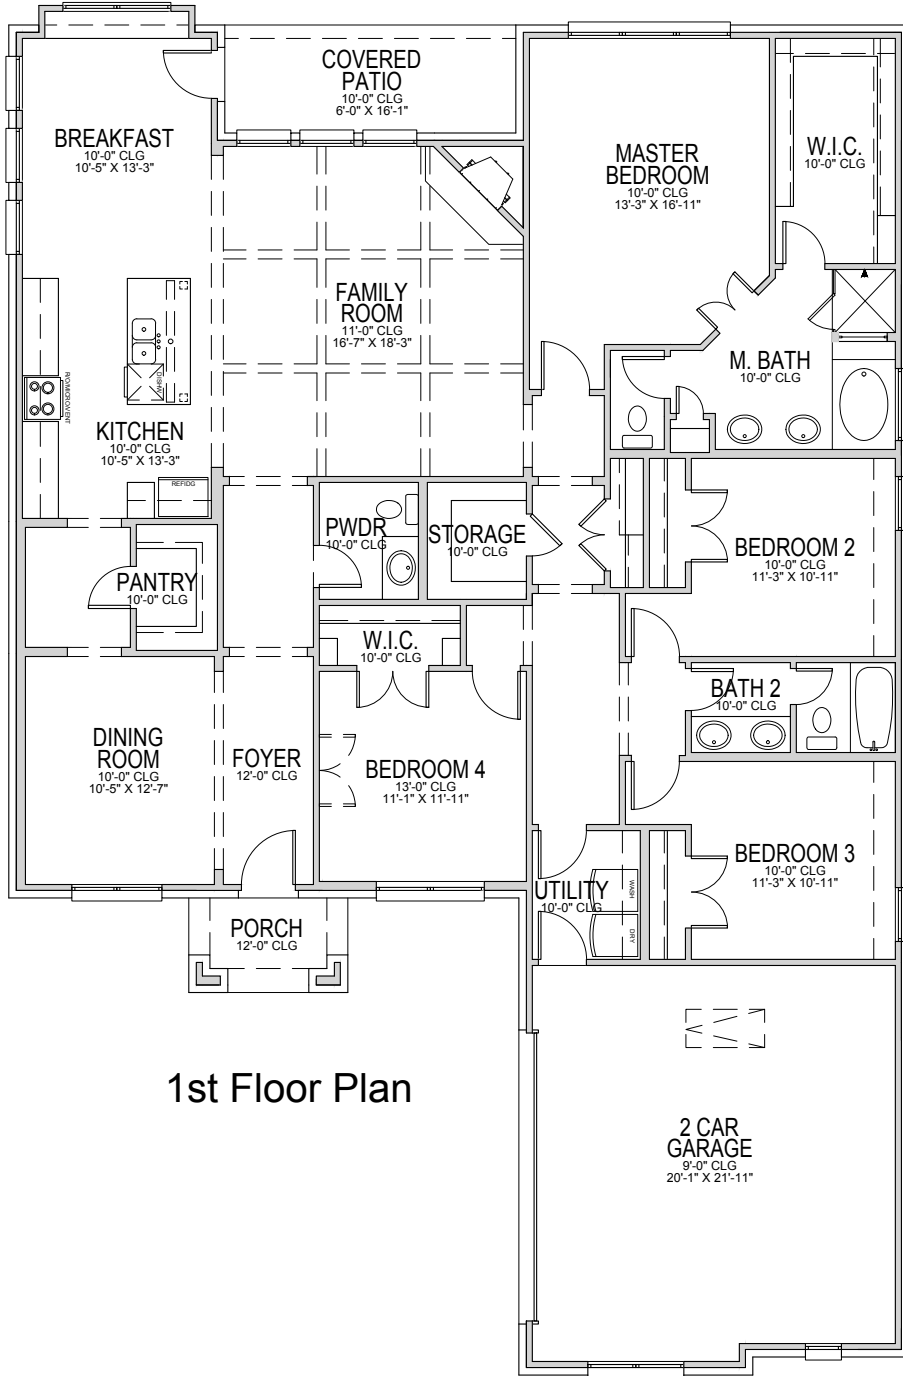 COVERED
PATIO
10'-0" CLG
6'-0" X 16'-1"
BREAKFAST
10'-0" CLG
10'-5" X 13'-3"
MASTER
BEDROOM
10'-0" CLG
13'-3" X 16'-11"
W.I.C.
10'-0" CLG
FAMILY
ROOM
11'-0" CLG
16'-7" X 18'-3"
M. BATH
10'-0" CLG
DISHW
KITCHEN
10'-0" CLG
10'-5" X 13'-3"
REFIDG
PWDR
10'-0" CLG
STORAGE
10'-0" CLG
BEDROOM 2
10'-0" CLG
11'-3" X 10'-11"
PANTRY
10'-0" CLG
W.I.C.
10'-0" CLG
BATH 2
10'-0" CLG
DINING
ROOM
10'-0" CLG
10'-5" X 12'-7"
FOYER
12'-0" CLG
BEDROOM 4
13'-0" CLG
11'-1" X 11'-11"
BEDROOM 3
10'-0" CLG
11'-3" X 10'-11"
UTILITY
10'-0" CLG
WASH
DRY
PORCH
12'-0" CLG
1st Floor Plan
2 CAR
GARAGE
9'-0" CLG
20'-1" X 21'-11"